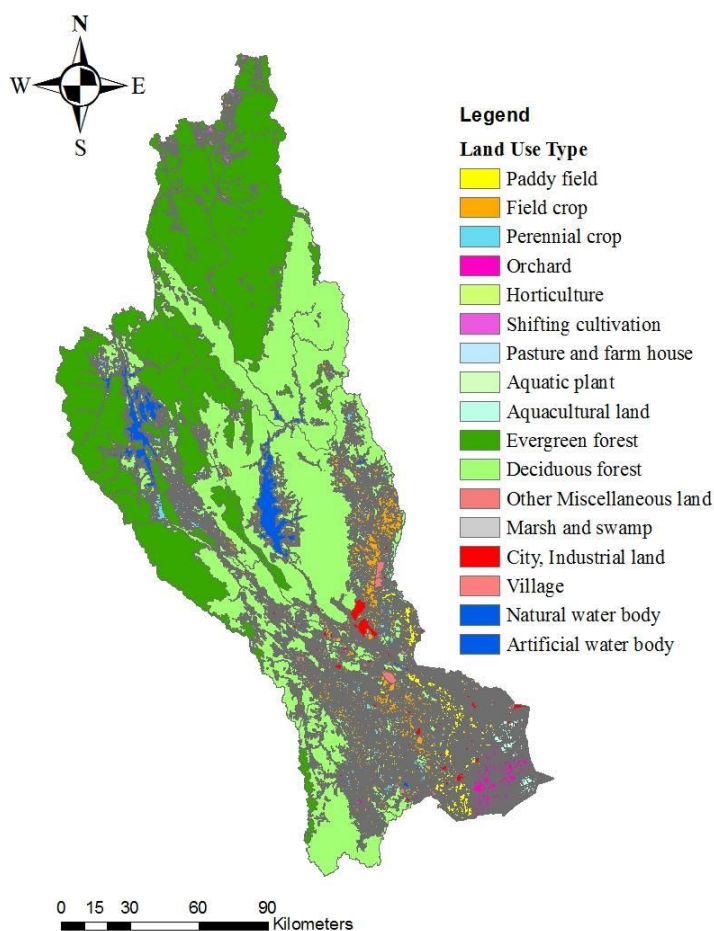 N
W E
S
Legend
Land Use Type
Paddy field
Field crop
Perennial crop
Orchard
Horticulture
Shifting cultivation
Pasture and farm house
Aquatic plant
Aquacultural land
Evergreen forest
Deciduous forest
Other Miscellaneous land
Marsh and swamp
City, Industrial land
Village
Natural water body
Artificial water body
0 15 30 60 90
Kilometers